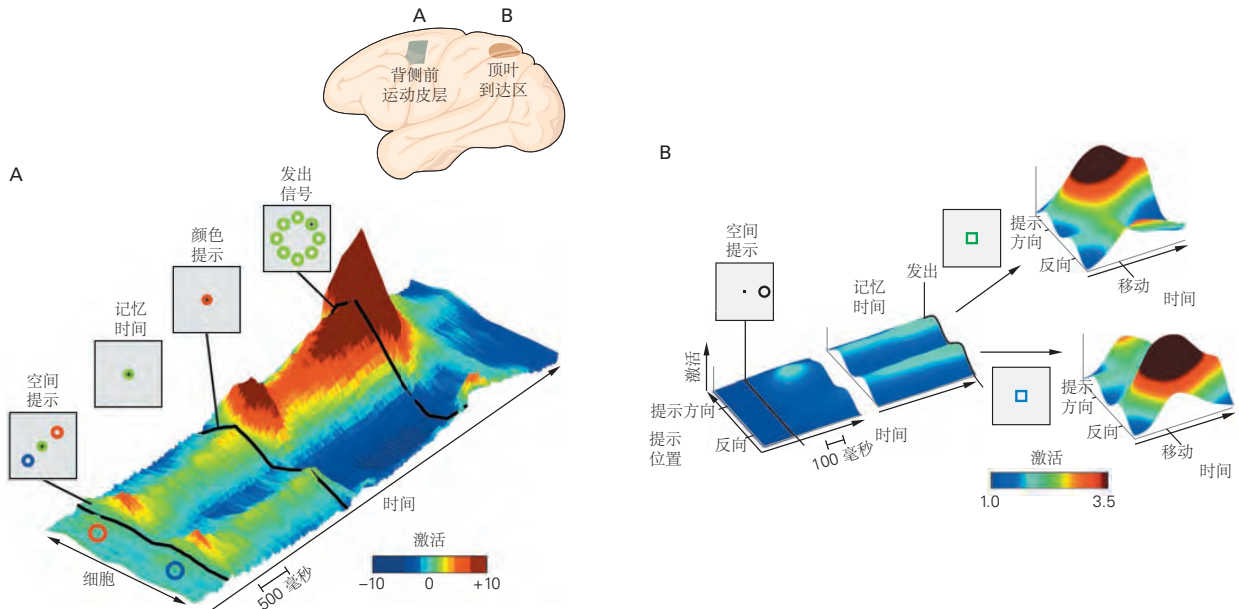 A
B
背侧前
运动皮层
顶叶
到达区
A
发出
信号
颜色
提示
记忆
时间
空间
提示
细胞
500 毫秒
时间
激活
−10
0
+10
B
空间
提示
记忆
时间
发出
激活
提示方向
反向
提示
位置
100 毫秒
时间
提示
方向
反向
移动
时间
提示
方向
反向
移动
时间
激活
1.0
3.5